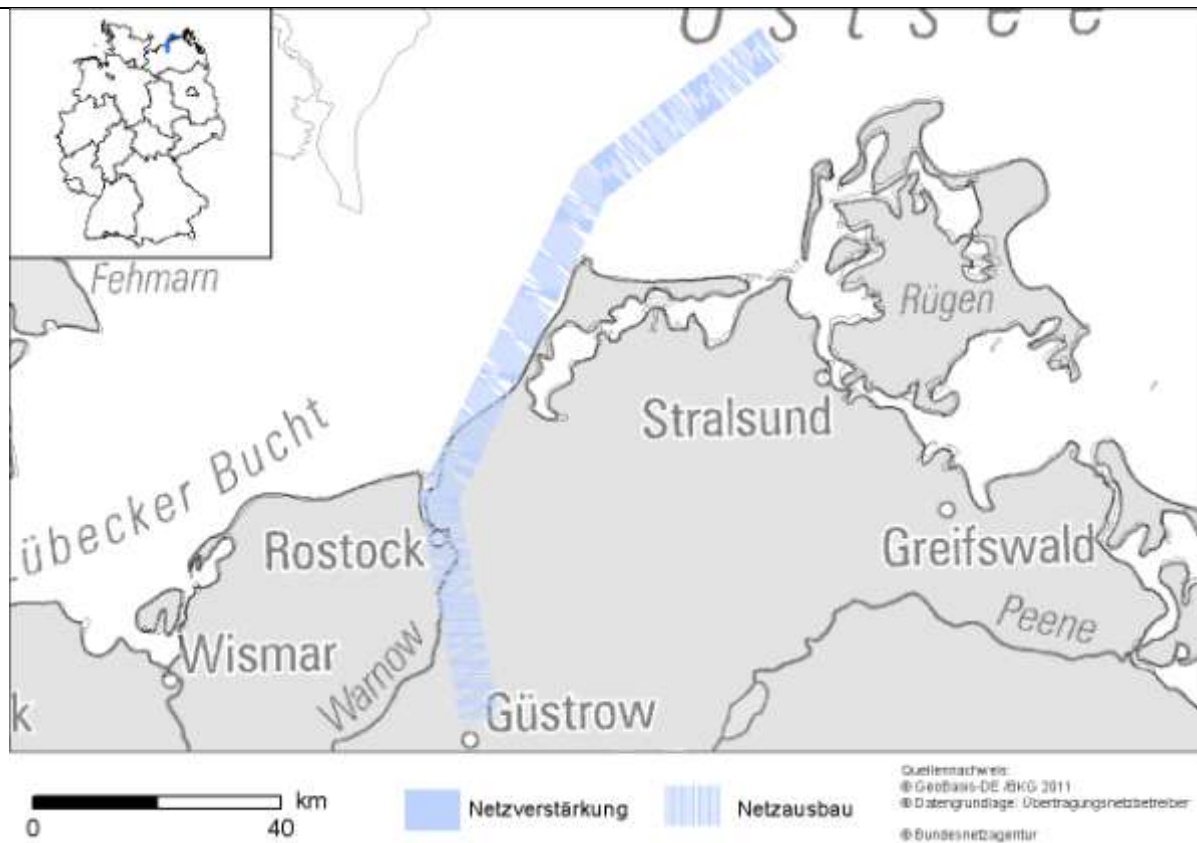 Ostsee
Fehmarn
Rügen
Stralsund
Lübecker Bucht
Rostock
Greifswald
Peene
Wismar
Warnow
Güstrow
k
km
0
40
Netzverstärkung
Netzausbau
Quellennachweis:
© GeoBasis-DE /BKG 2011
© Datengrundlage: Übertragungsnetzbetreiber
© Bundesnetzagentur